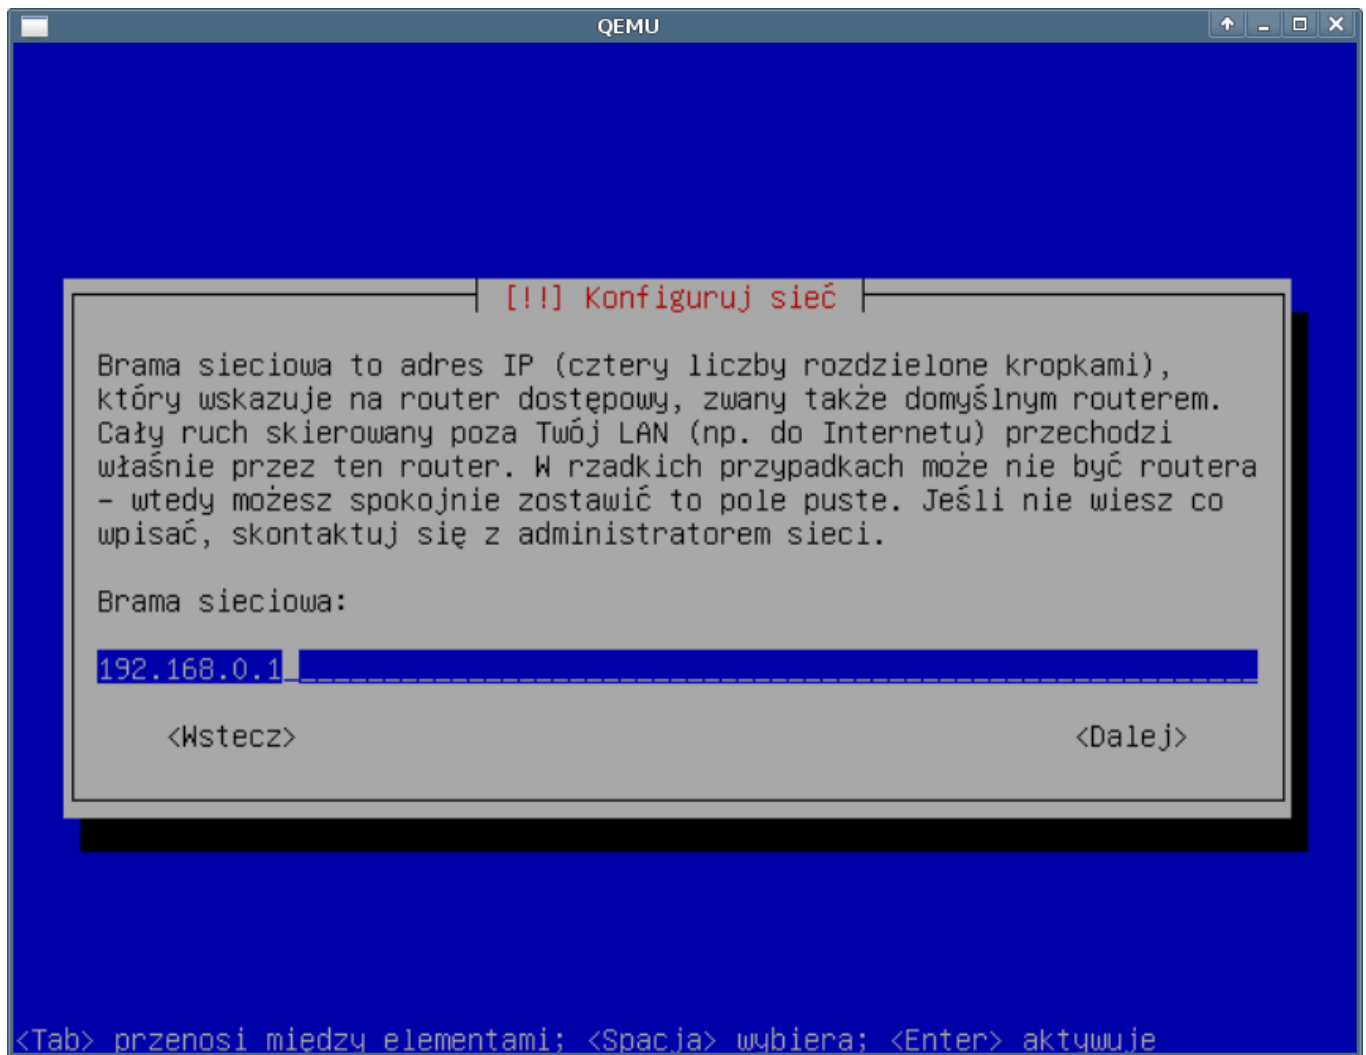 QEMU
[!!] Konfiguruj sieć
Brama sieciowa to adres IP (cztery liczby rozdzielone kropkami),
który wskazuje na router dostępowy, zwany także domyślnym routerem.
Cały ruch skierowany poza Twój LAN (np. do Internetu) przechodzi
właśnie przez ten router. W rzadkich przypadkach może nie być routera
– wtedy możesz spokojnie zostawić to pole puste. Jeśli nie wiesz co
wpisać, skontaktuj się z administratorem sieci.
Brama sieciowa:
192.168.0.1
<Wstecz> <Dalej>
<Tab> przenosi między elementami; <Spacja> wybiera; <Enter> aktywuje